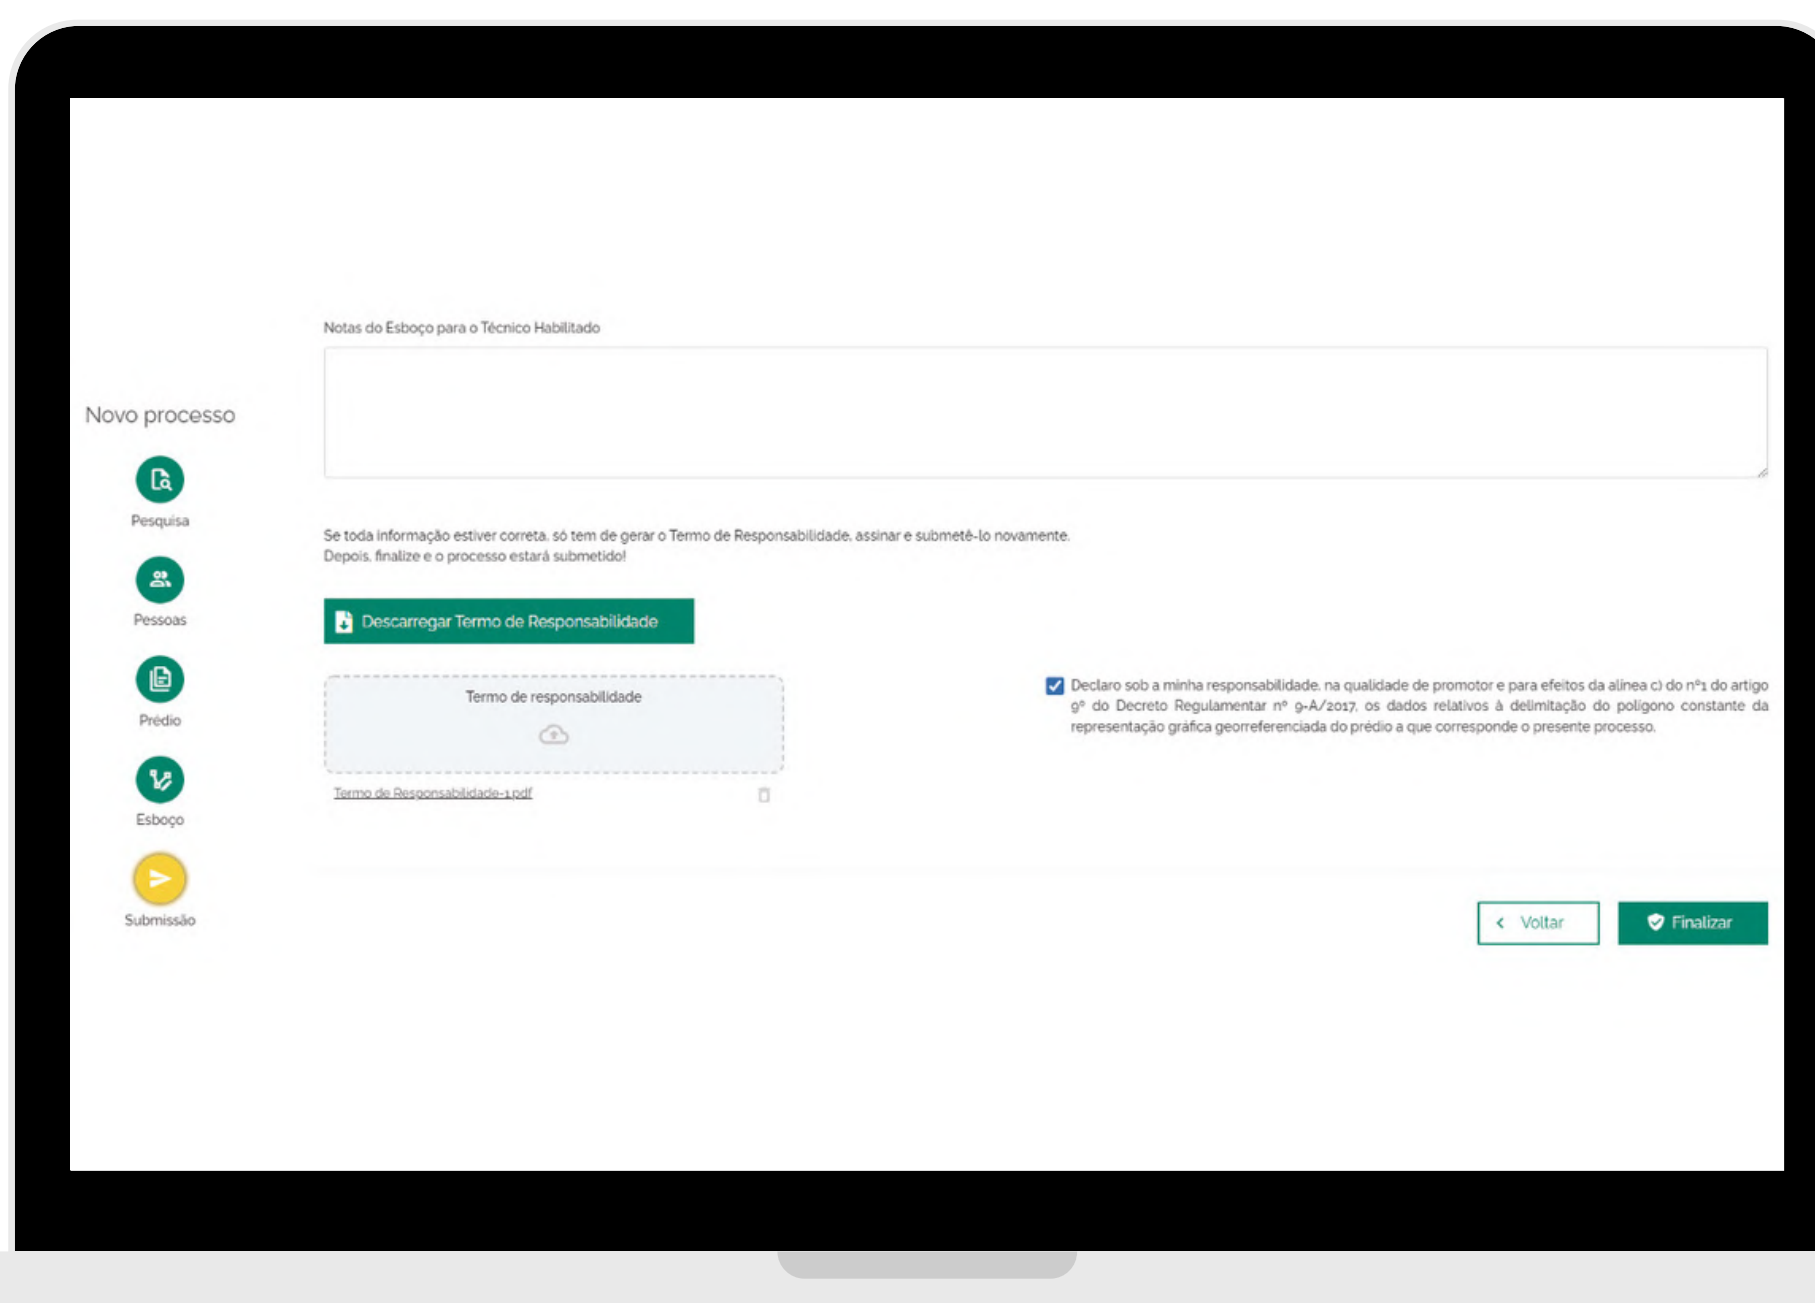 Novo processo
Pesquisa
Pessoas
Prédio
Esboço
Submissão
Notas do Esboço para o Técnico Habilitado
Se toda informação estiver correta, só tem de gerar o Termo de Responsabilidade, assinar e submetê-lo novamente.
Depois, finalize e o processo estará submetido!
Descarregar Termo de Responsabilidade
Termo de responsabilidade
Termo de Responsabilidade-1.pdf
Declaro sob a minha responsabilidade, na qualidade de promotor e para efeitos da alínea c) do nº1 do artigo
9º do Decreto Regulamentar nº 9-A/2017, os dados relativos à delimitação do polígono constante da
representação gráfica georreferenciada do prédio a que corresponde o presente processo.
Voltar
Finalizar